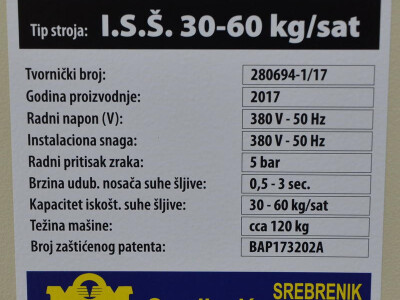 Tip stroja: I.S.Š. 30-60 kg/sat
Tvornički broj: 280694-1/17
Godina proizvodnje: 2017
Radni napon (V): 380 V - 50 Hz
Instalaciona snaga: 380 V - 50 Hz
Radni pritisak zraka: 5 bar
Brzina udub. nosača suhe šljive: 0,5 - 3 sec.
Kapacitet iskošt. suhe šljive: 30 - 60 kg/sat
Težina mašine: cca 120 kg
Broj zaštićenog patenta: BAP173202A
SREBRENIK